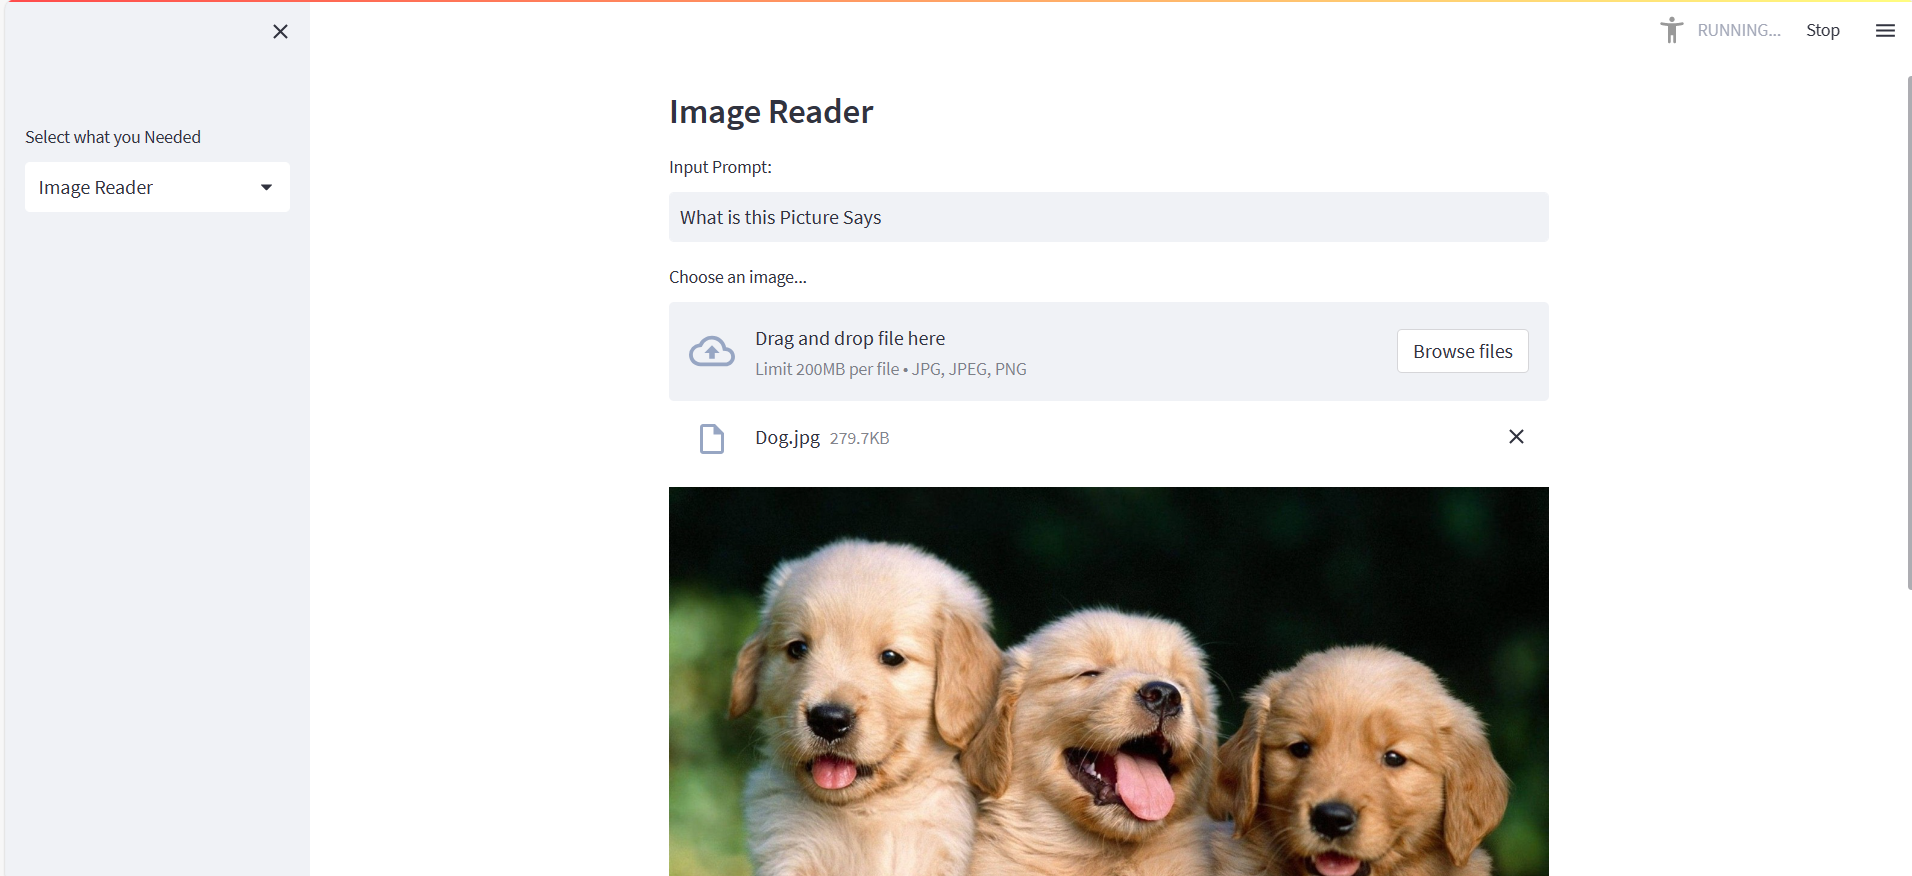 RUNNING...
Stop
Select what you Needed
Image Reader
Image Reader
Input Prompt:
What is this Picture Says
Choose an image...
Drag and drop file here
Limit 200MB per file • JPG, JPEG, PNG
Browse files
Dog.jpg 279.7KB